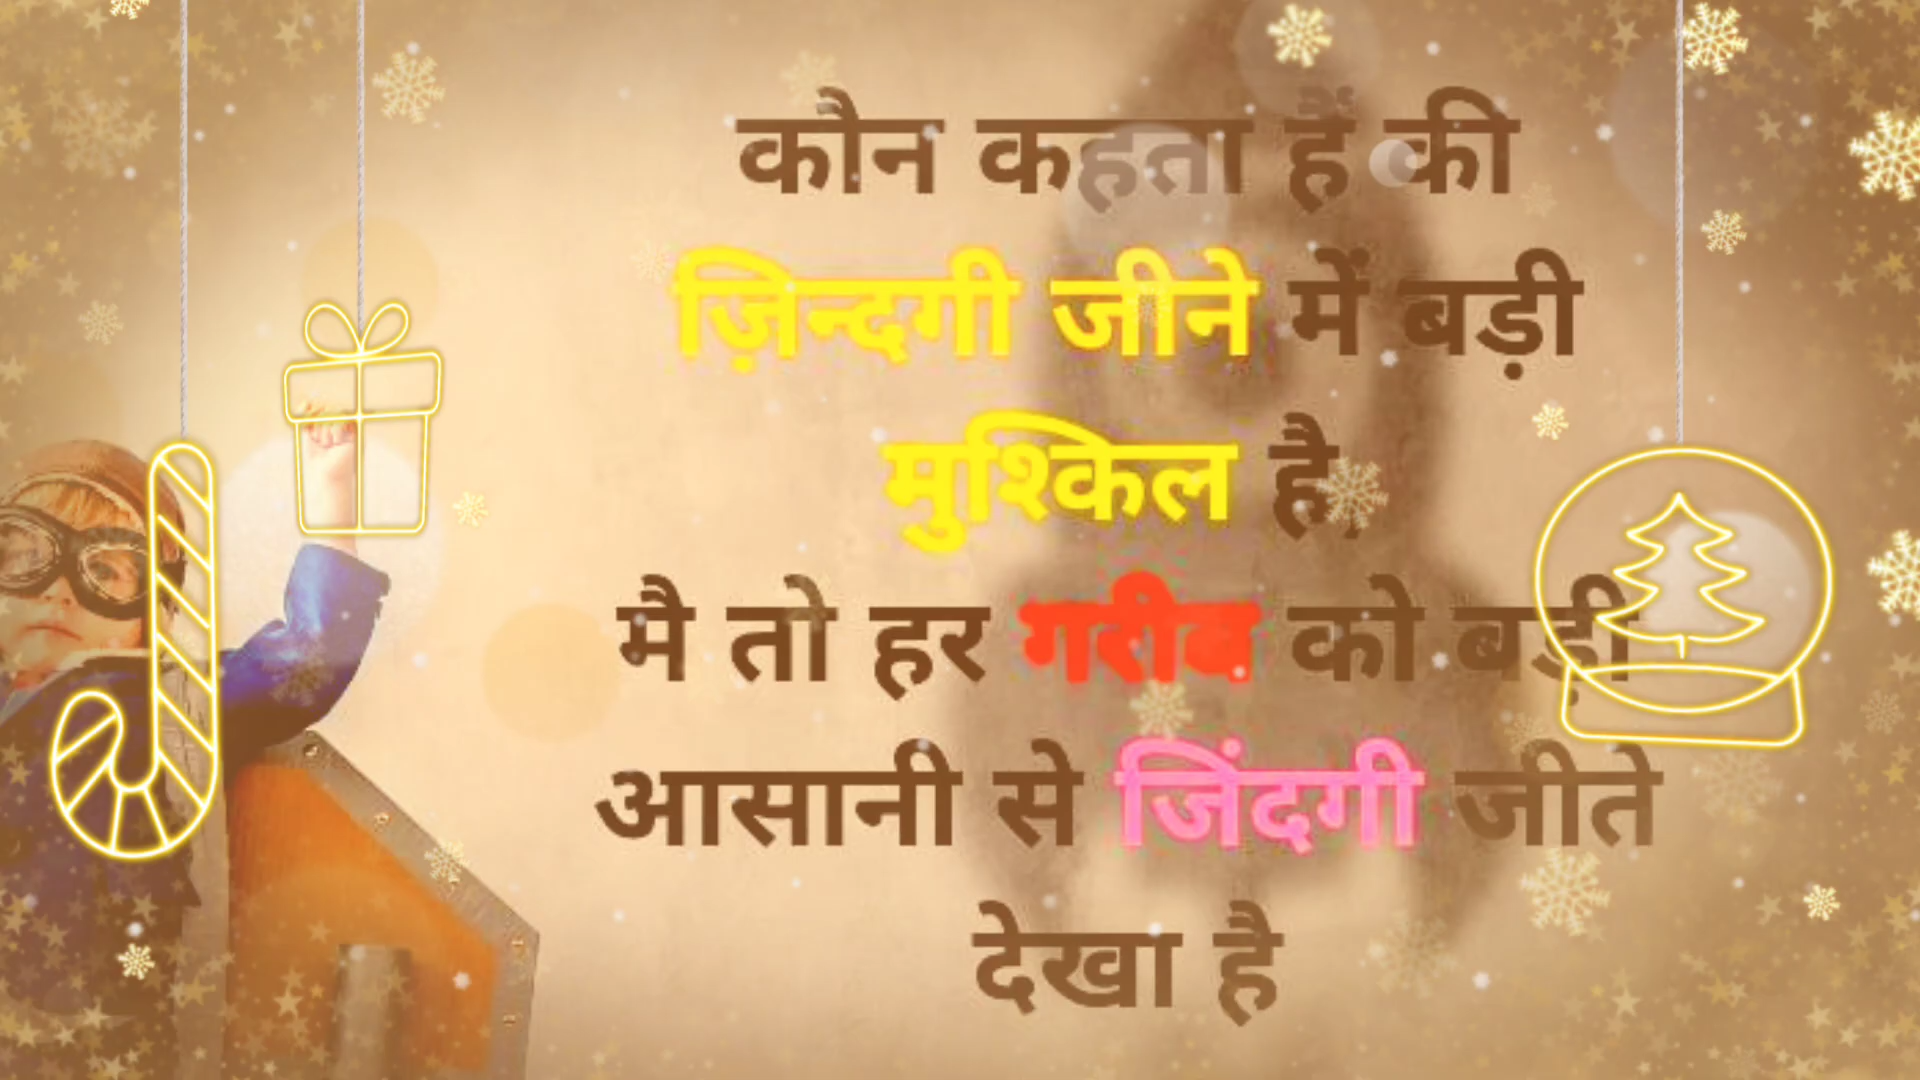 कौन कहता हैं की
ज़िन्दगी जीने में बड़ी
मुश्किल है,
मै तो हर गरीब को बड़ी
आसानी से जिंदगी जीते
देखा है